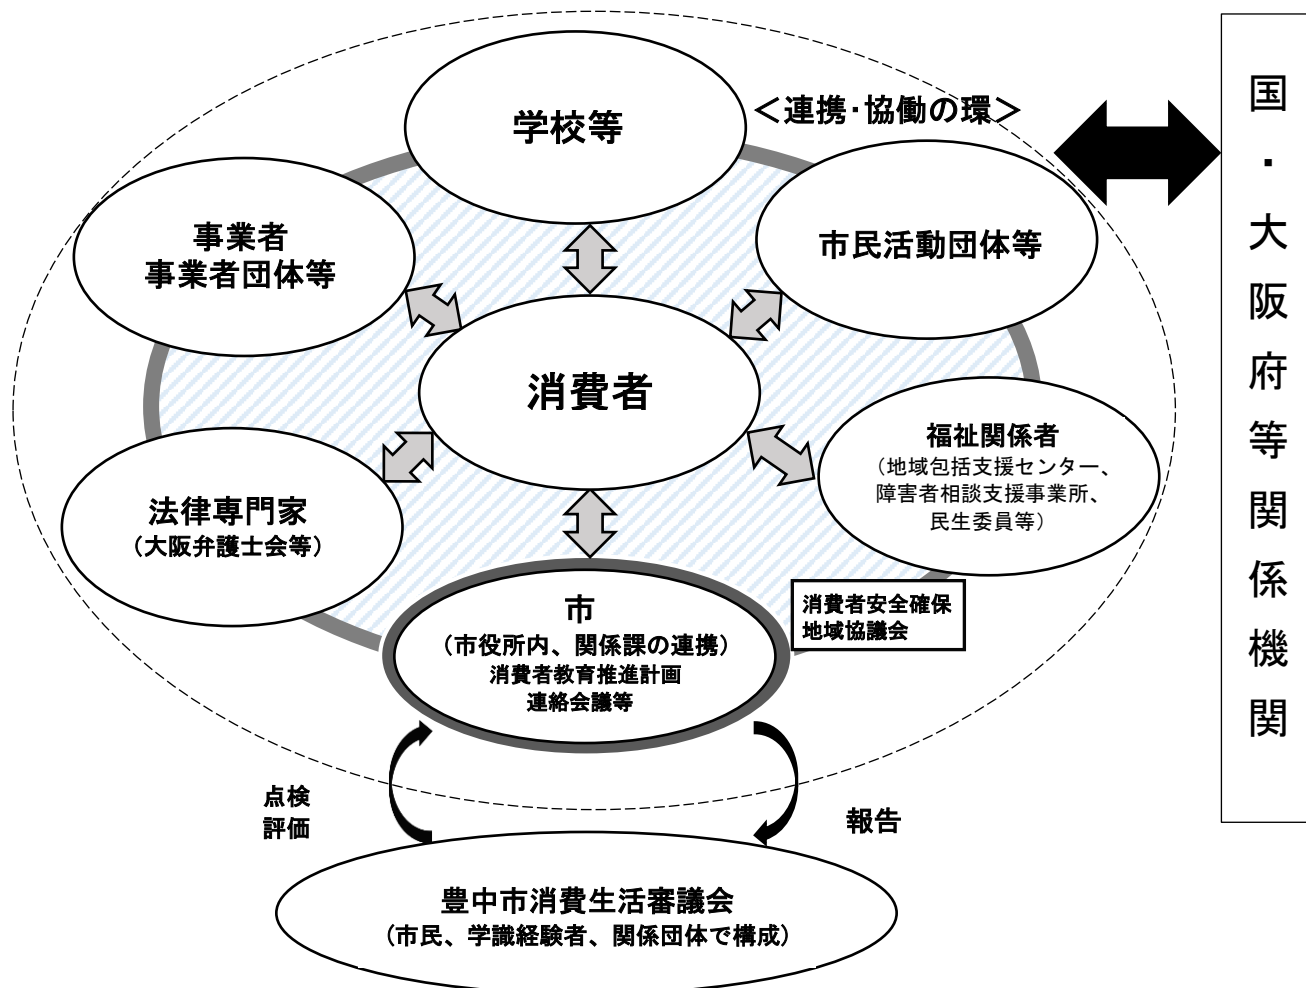 学校等
＜連携・協働の環＞
事業者
事業者団体等
市民活動団体等
消費者
福祉関係者
（地域包括支援センター、
障害者相談支援事業所、
民生委員等）
法律専門家
（大阪弁護士会等）
市
（市役所内、関係課の連携）
消費者教育推進計画
連絡会議等
消費者安全確保
地域協議会
点検
評価
報告
豊中市消費生活審議会
（市民、学識経験者、関係団体で構成）
国・大阪府等関係機関